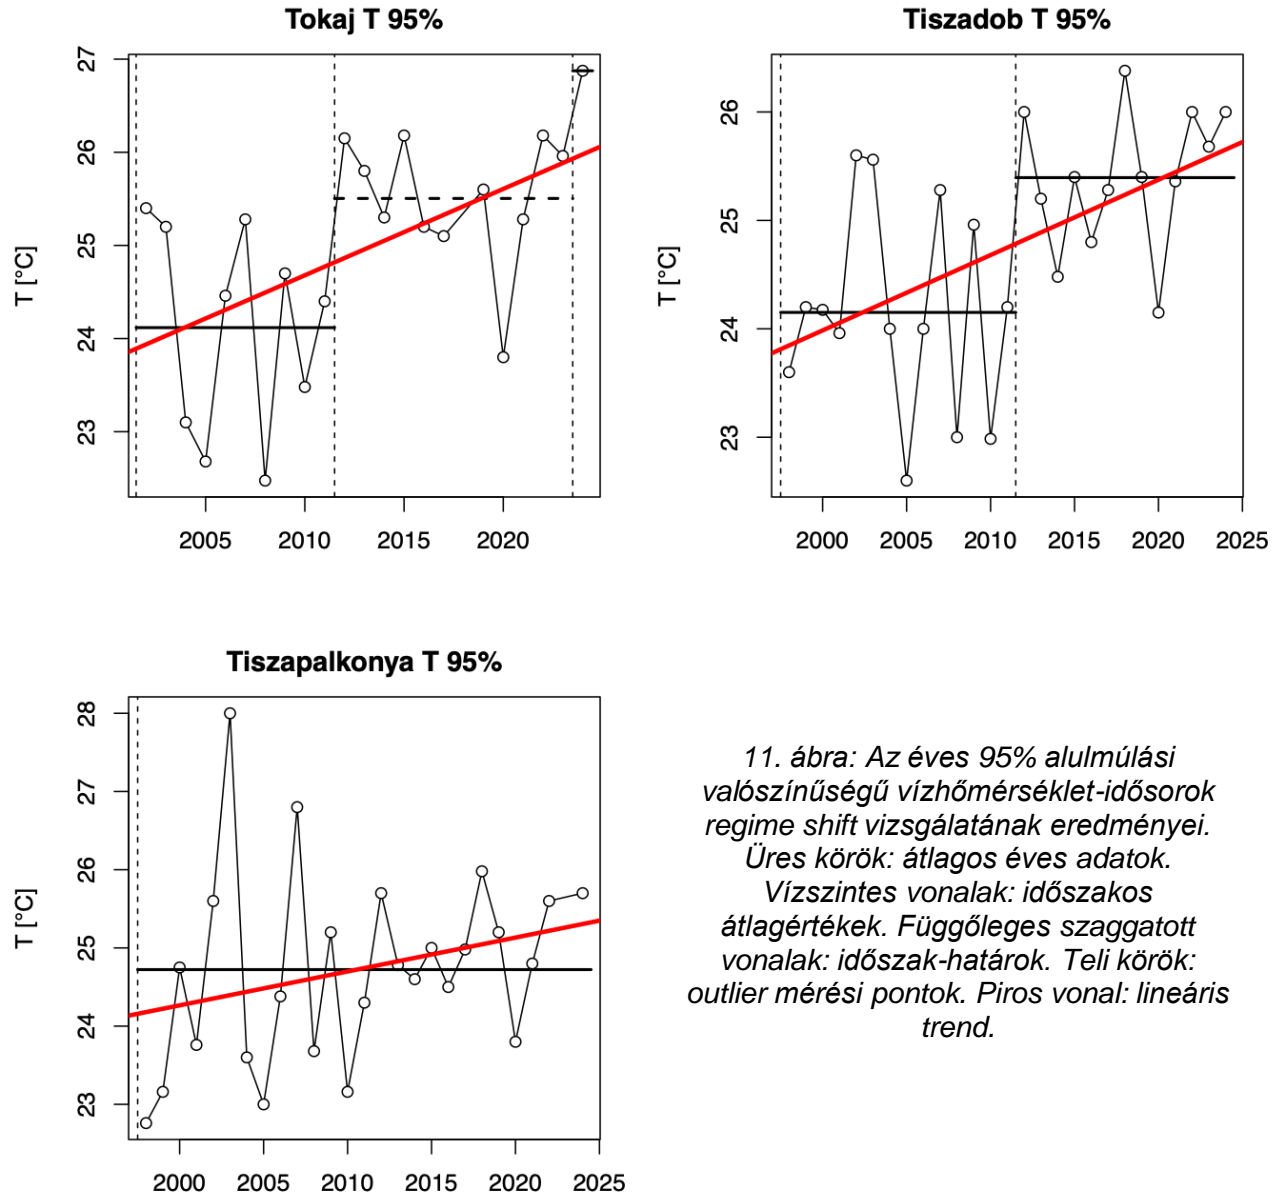 Tokaj T 95%
T [°C]
27
26
25
24
23
2005 2010 2015 2020
Tiszadob T 95%
T [°C]
26
25
24
23
2000 2005 2010 2015 2020 2025
Tiszapalkonya T 95%
T [°C]
28
27
26
25
24
23
2000 2005 2010 2015 2020 2025
11. ábra: Az éves 95% alulmúlási
valószínűségű vízhőmérséklet-idősorok
regime shift vizsgálatának eredményei.
Üres körök: átlagos éves adatok.
Vízszintes vonalak: időszakos
átlagértékek. Függőleges szaggatott
vonalak: időszak-határok. Teli körök:
outlier mérési pontok. Piros vonal: lineáris
trend.